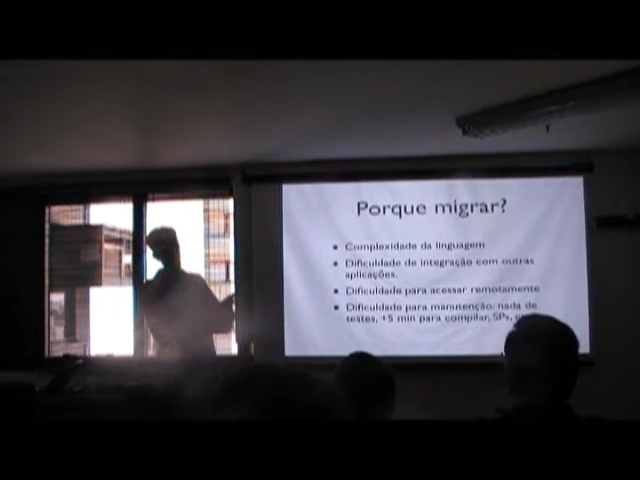 Porque migrar?
• Complexidade da linguagem
• Dificuldade de integração com outras
aplicações.
• Dificuldade para acessar remotamente
• Dificuldade para manutenção: nada de
testes, +5 min para compilar, SPs,